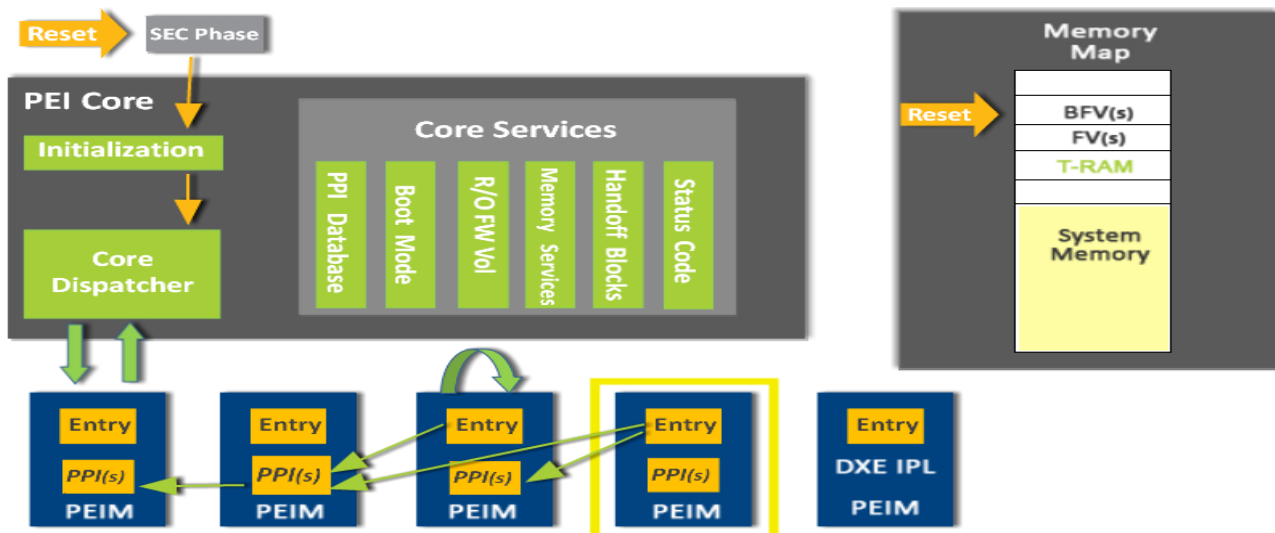 Reset
SEC Phase
PEI Core
Initialization
Core
Dispatcher
Core Services
PPI Database
Boot Mode
R/O FW Vol
Memory Services
Handoff Blocks
Status Code
Memory
Map
Reset
BFV(s)
FV(s)
T-RAM
System
Memory
Entry
PPI(s)
PEIM
Entry
PPI(s)
PEIM
Entry
PPI(s)
PEIM
Entry
PPI(s)
PEIM
Entry
DXE IPL
PEIM